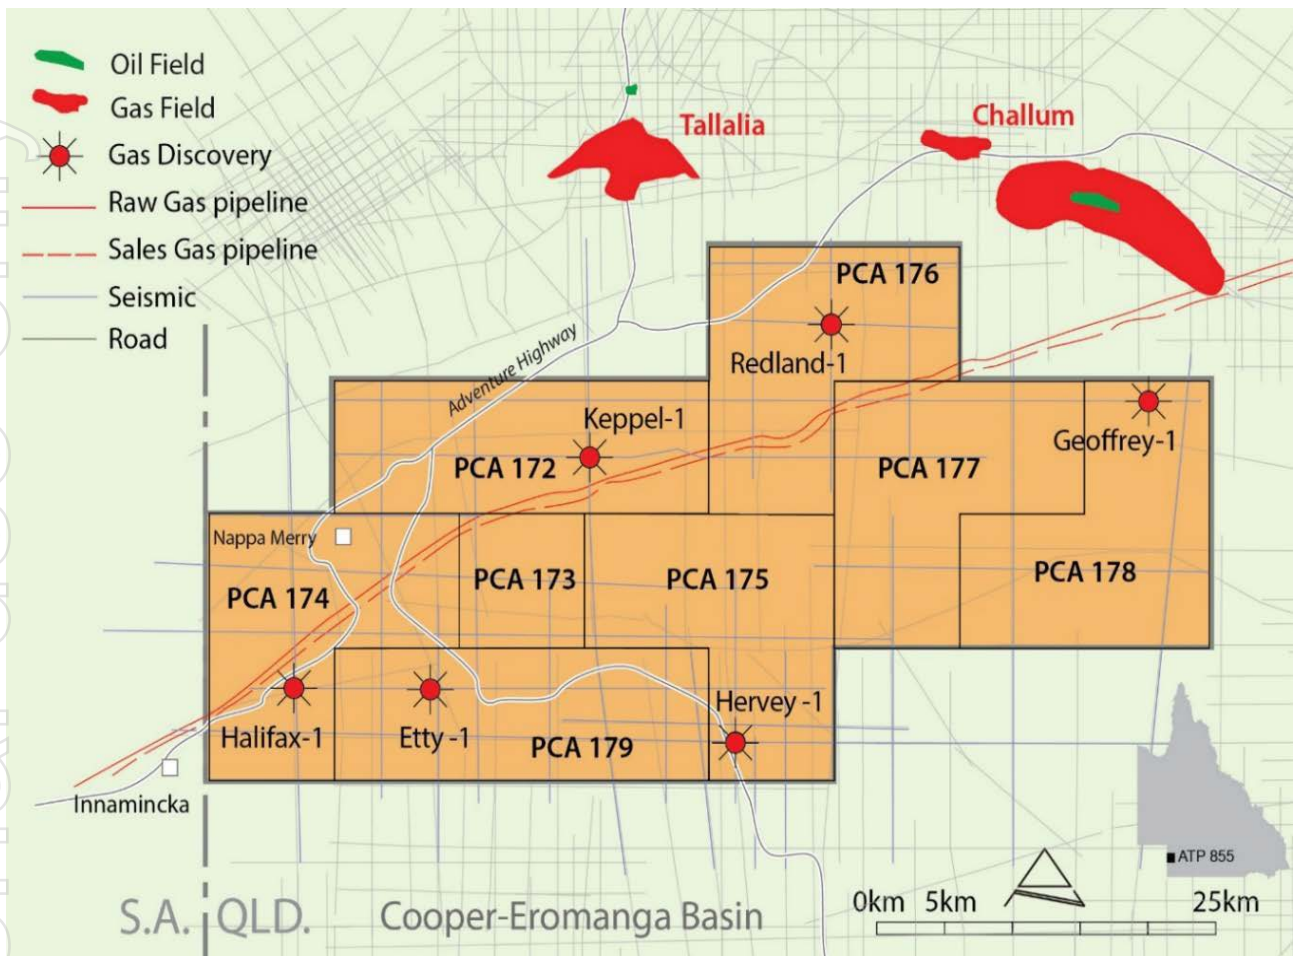 Oil Field
Gas Field
Gas Discovery
Raw Gas pipeline
Sales Gas pipeline
Seismic
Road
Tallalia
Challum
PCA 176
Redland-1
Adventure Highway
Keppel-1
Geoffrey-1
PCA 172
PCA 177
Nappa Merry
PCA 174
PCA 173
PCA 175
PCA 178
Hervey -1
Halifax-1
Etty -1
PCA 179
Innamincka
ATP 855
0km 5km 25km
S.A. QLD. Cooper-Eromanga Basin